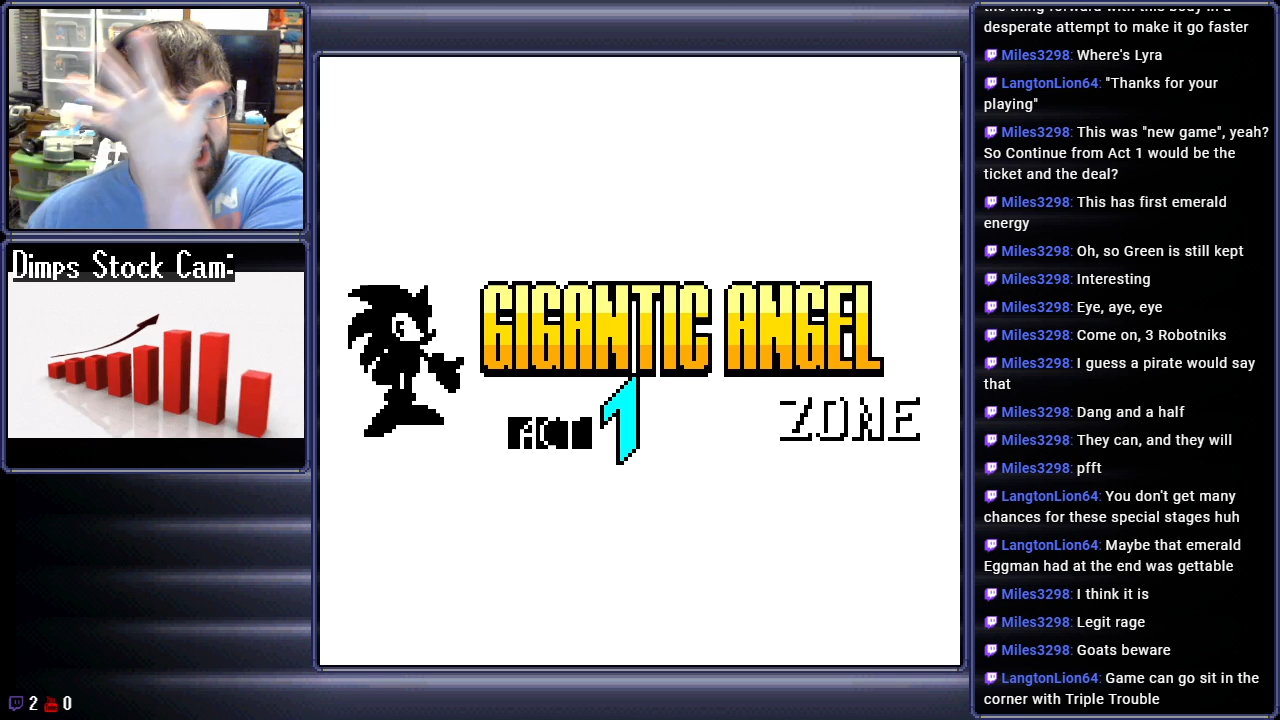 Dimps Stock Cam:
GIGANTIC ANGEL
ACT 1
ZONE
2 0
desperate attempt to make it go faster
Miles3298: Where's Lyra
LangtonLion64: "Thanks for your
playing"
Miles3298: This was "new game", yeah?
So Continue from Act 1 would be the
ticket and the deal?
Miles3298: This has first emerald
energy
Miles3298: Oh, so Green is still kept
Miles3298: Interesting
Miles3298: Eye, aye, eye
Miles3298: Come on, 3 Robotniks
Miles3298: I guess a pirate would say
that
Miles3298: Dang and a half
Miles3298: They can, and they will
Miles3298: pfft
LangtonLion64: You don't get many
chances for these special stages huh
LangtonLion64: Maybe that emerald
Eggman had at the end was gettable
Miles3298: I think it is
Miles3298: Legit rage
Miles3298: Goats beware
LangtonLion64: Game can go sit in the
corner with Triple Trouble